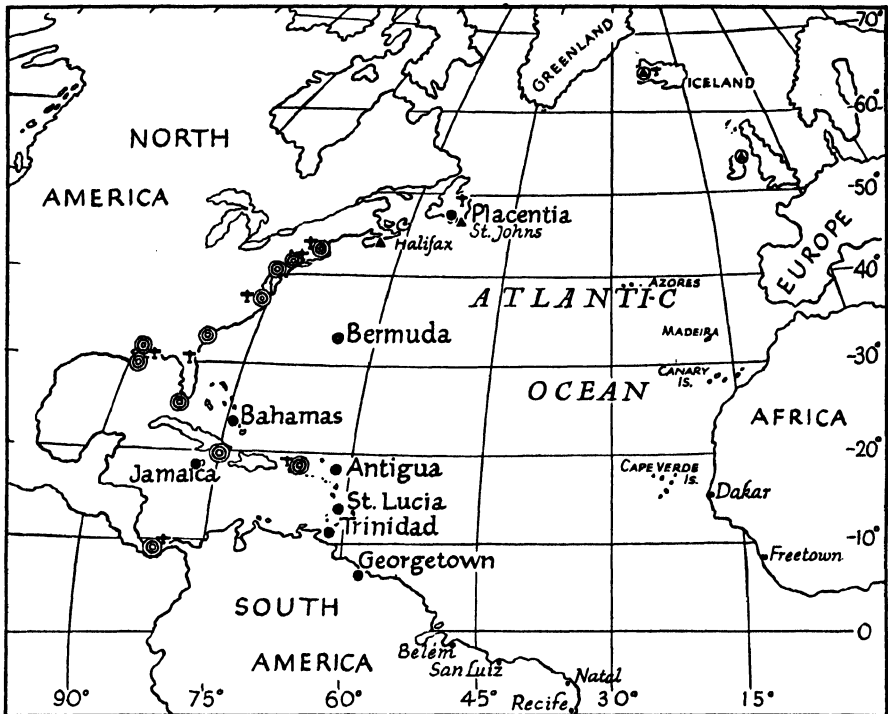 70°
GREENLAND
ICELAND
60°
NORTH
AMERICA
50°
Placentia
St. Johns
Halifax
EUROPE
40°
AZORES
ATLANTIC
Bermuda
MADEIRA
30°
CANARY
IS.
OCEAN
Bahamas
AFRICA
20°
Jamaica
Antigua
CAPE VERDE
IS.
Dakar
St. Lucia
Trinidad
10°
Freetown
Georgetown
SOUTH
AMERICA
0
Belém
San Luiz
Natal
Recife
90°
75°
60°
45°
30°
15°